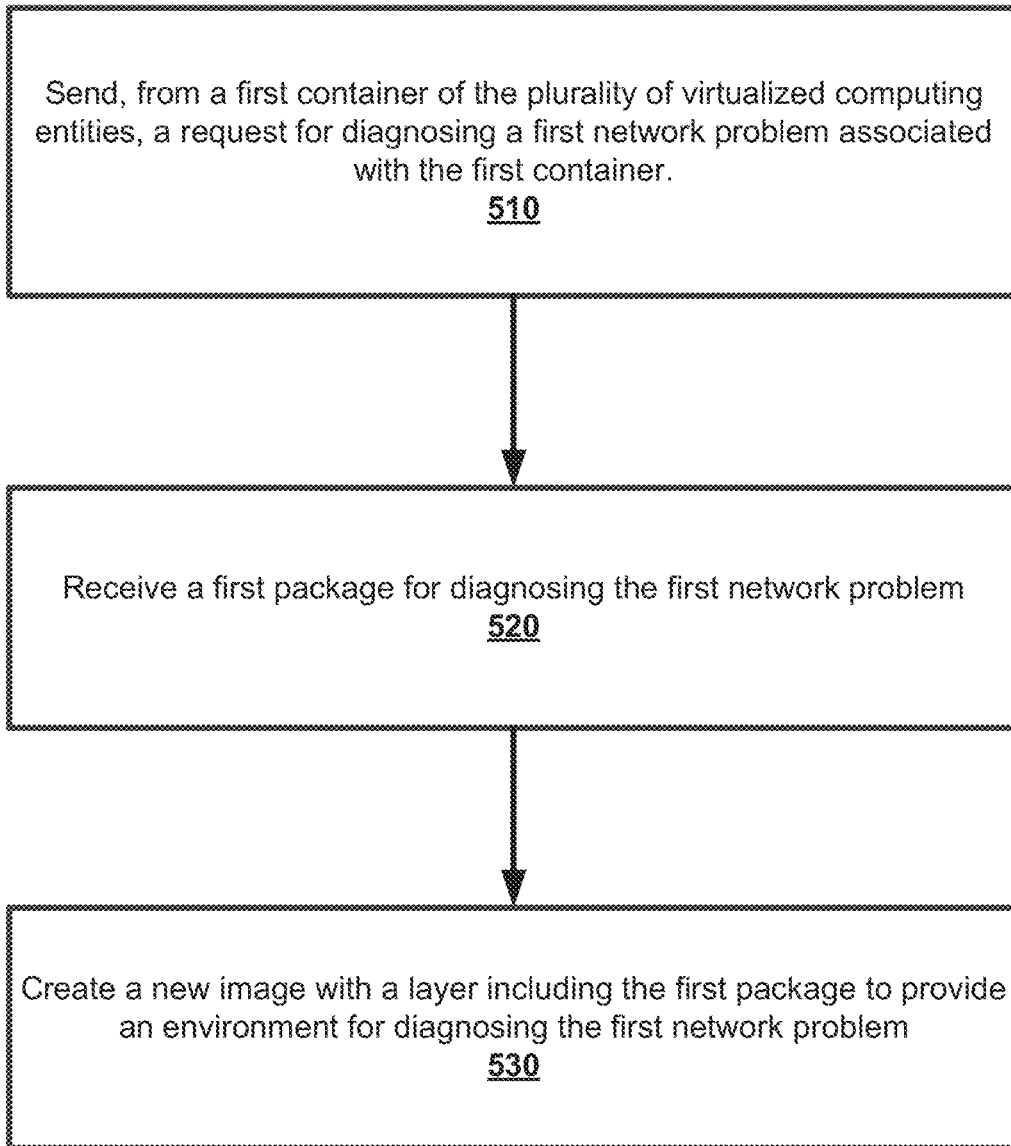 Send, from a first container of the plurality of virtualized computing
entities, a request for diagnosing a first network problem associated
with the first container.
510
Receive a first package for diagnosing the first network problem
520
Create a new image with a layer including the first package to provide
an environment for diagnosing the first network problem
530